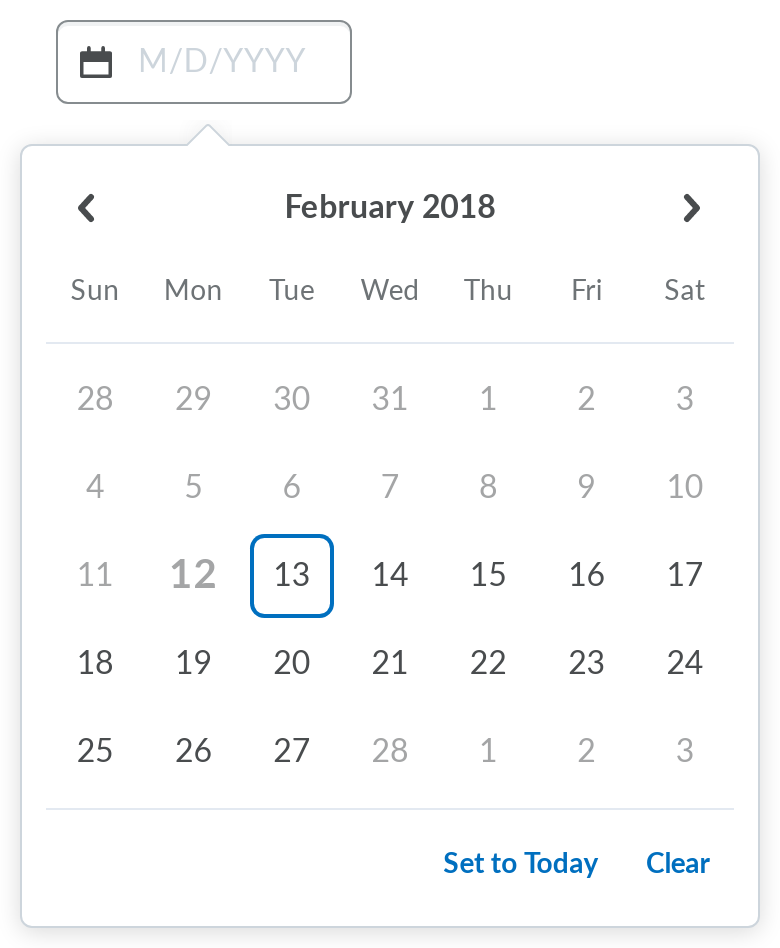 M/D/YYYY
February 2018
Sun Mon Tue Wed Thu Fri Sat
28 29 30 31 1 2 3
4 5 6 7 8 9 10
11 12 13 14 15 16 17
18 19 20 21 22 23 24
25 26 27 28 1 2 3
Set to Today Clear